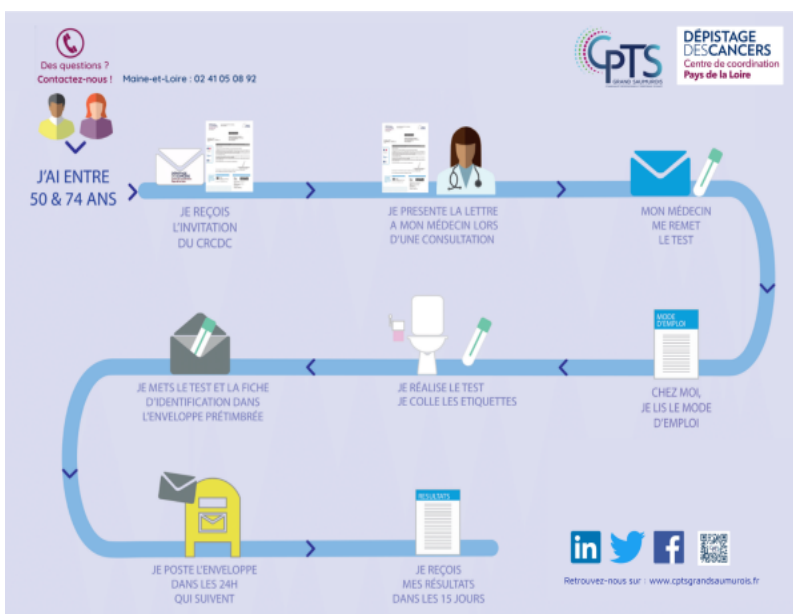 Des questions ?
Contactez-nous !
Maine-et-Loire : 02 41 05 08 92
CPTS
GRAND SAUMUROIS
DÉPISTAGE
DESCANCERS
Centre de coordination
Pays de la Loire
J'AI ENTRE
50 & 74 ANS
JE REÇOIS
L'INVITATION
DU CRCDC
JE PRESENTE LA LETTRE
A MON MÉDECIN LORS
D'UNE CONSULTATION
MON MÉDECIN
ME REMET
LE TEST
MODE
D'EMPLOI
CHEZ MOI,
JE LIS LE MODE
D'EMPLOI
JE RÉALISE LE TEST
JE COLLE LES ETIQUETTES
JE METS LE TEST ET LA FICHE
D'IDENTIFICATION DANS
L'ENVELOPPE PRÉTIMBRÉE
JE POSTE L'ENVELOPPE
DANS LES 24H
QUI SUIVENT
RESULTATS
JE REÇOIS
MES RÉSULTATS
DANS LES 15 JOURS
in
f
Retrouvez-nous sur : www.cptsgrandsaumurois.fr